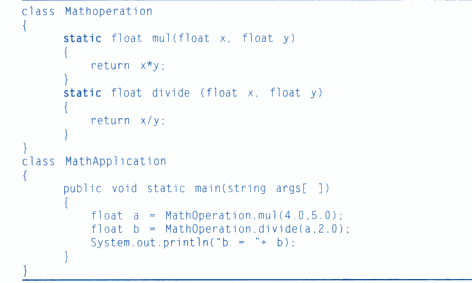 class Mathoperation
{
static float mul(float x, float y)
{
return x*y;
}
static float divide (float x, float y)
{
return x/y;
}
}
class MathApplication
{
public void static main(string args[ ])
{
float a = MathOperation.mul(4.0,5.0);
float b = MathOperation.divide(a,2.0);
System.out.println("b = "+ b);
}
}